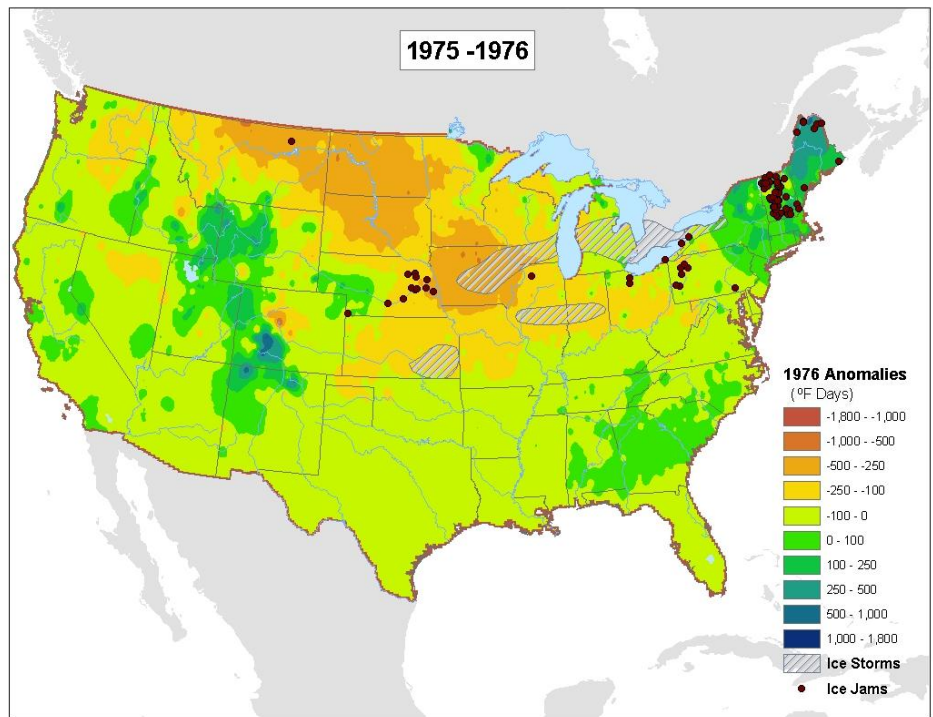 1975 -1976
1976 Anomalies
(ºF Days)
-1,800 - -1,000
-1,000 - -500
-500 - -250
-250 - -100
-100 - 0
0 - 100
100 - 250
250 - 500
500 - 1,000
1,000 - 1,800
Ice Storms
Ice Jams